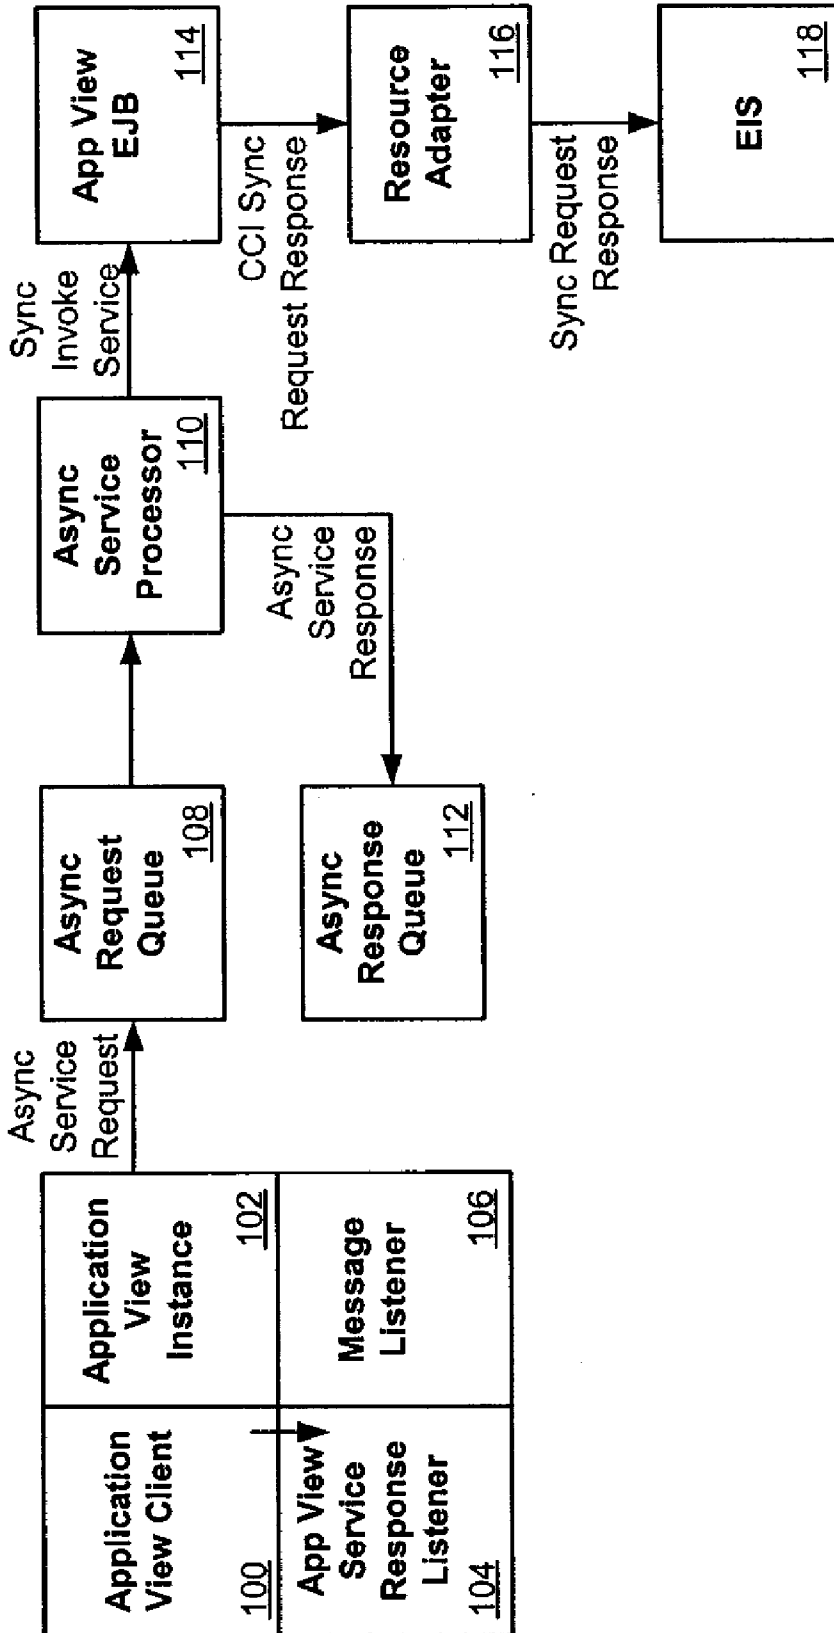 Application
View Client
100
Application
View
Instance
102
App View
Service
Response
Listener
104
Message
Listener
106
Async
Service
Request
Async
Request
Queue
108
Async
Response
Queue
112
Async
Service
Processor
110
Async
Service
Response
Sync
Invoke
Service
App View
EJB
114
CCI Sync
Request Response
Resource
Adapter
116
Sync Request
Response
EIS
118